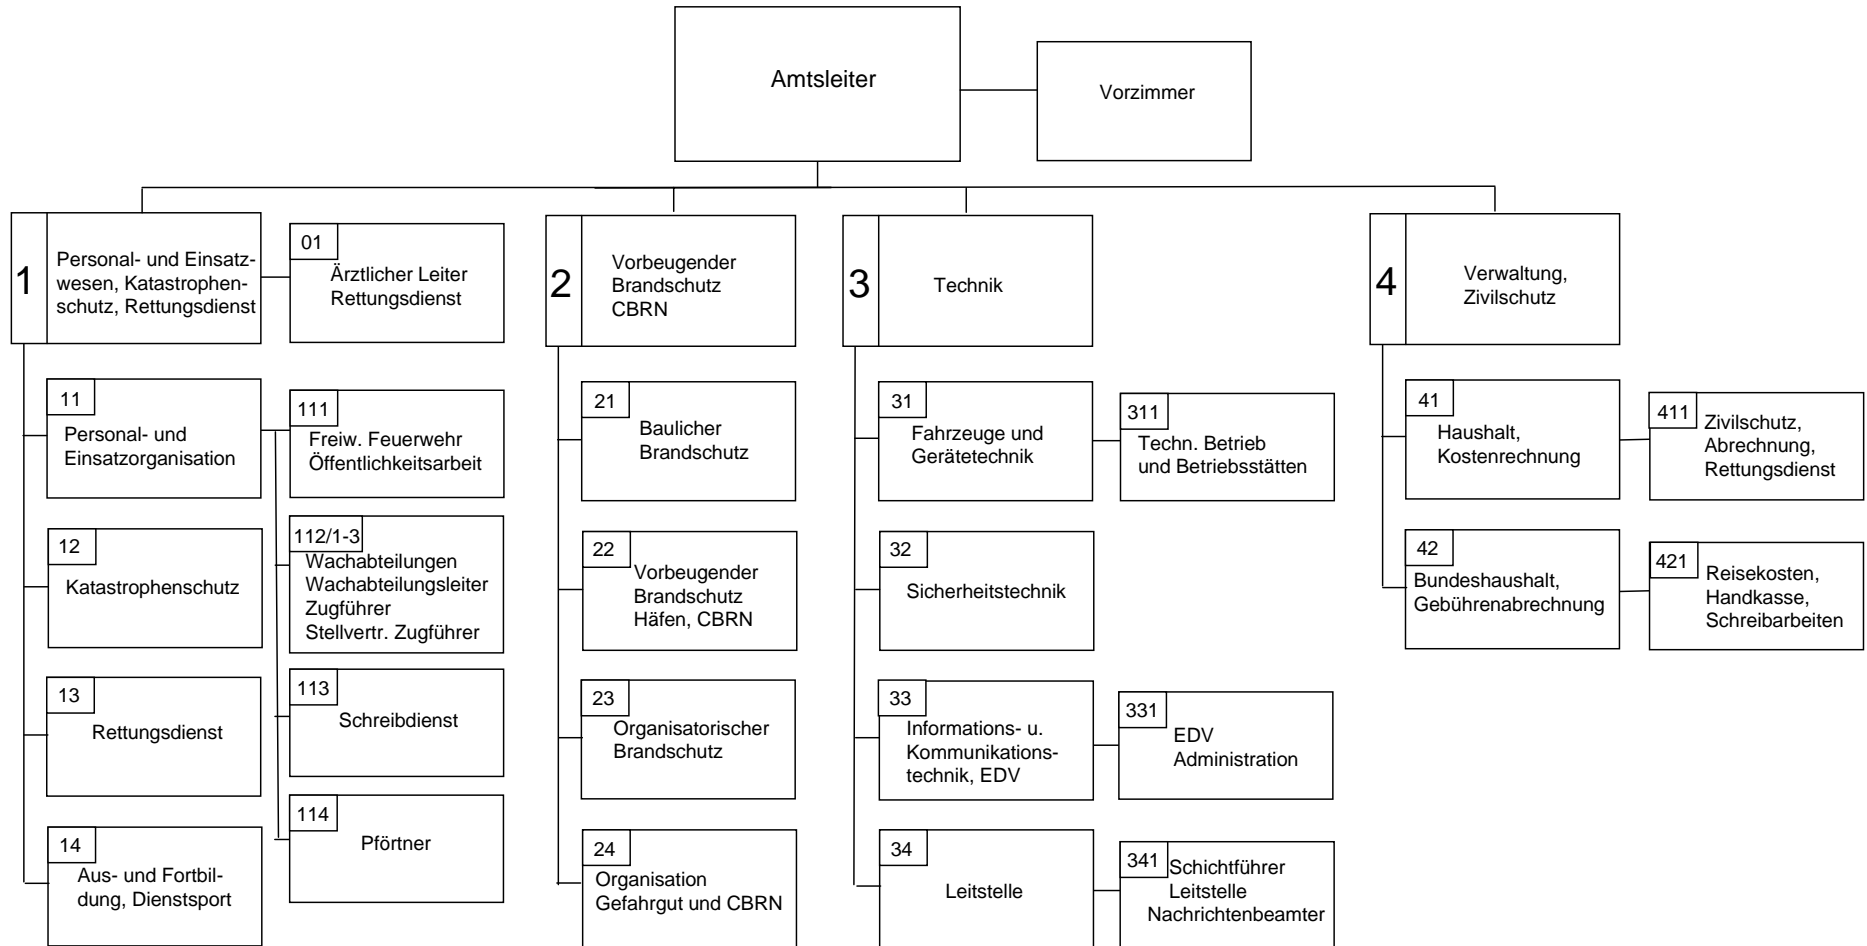 Amtsleiter
Vorzimmer
1
Personal- und Einsatz-
wesen, Katastrophen-
schutz, Rettungsdienst
01
Ärztlicher Leiter
Rettungsdienst
11
Personal- und
Einsatzorganisation
111
Freiw. Feuerwehr
Öffentlichkeitsarbeit
12
Katastrophenschutz
112/1-3
Wachabteilungen
Wachabteilungsleiter
Zugführer
Stellvertr. Zugführer
13
Rettungsdienst
113
Schreibdienst
14
Aus- und Fortbil-
dung, Dienstsport
114
Pförtner
2
Vorbeugender
Brandschutz
CBRN
21
Baulicher
Brandschutz
22
Vorbeugender
Brandschutz
Häfen, CBRN
23
Organisatorischer
Brandschutz
24
Organisation
Gefahrgut und CBRN
3
Technik
31
Fahrzeuge und
Gerätetechnik
311
Techn. Betrieb
und Betriebsstätten
32
Sicherheitstechnik
33
Informations- u.
Kommunikations-
technik, EDV
331
EDV
Administration
34
Leitstelle
341
Schichtführer
Leitstelle
Nachrichtenbeamter
4
Verwaltung,
Zivilschutz
41
Haushalt,
Kostenrechnung
411
Zivilschutz,
Abrechnung,
Rettungsdienst
42
Bundeshaushalt,
Gebührenabrechnung
421
Reisekosten,
Handkasse,
Schreibarbeiten